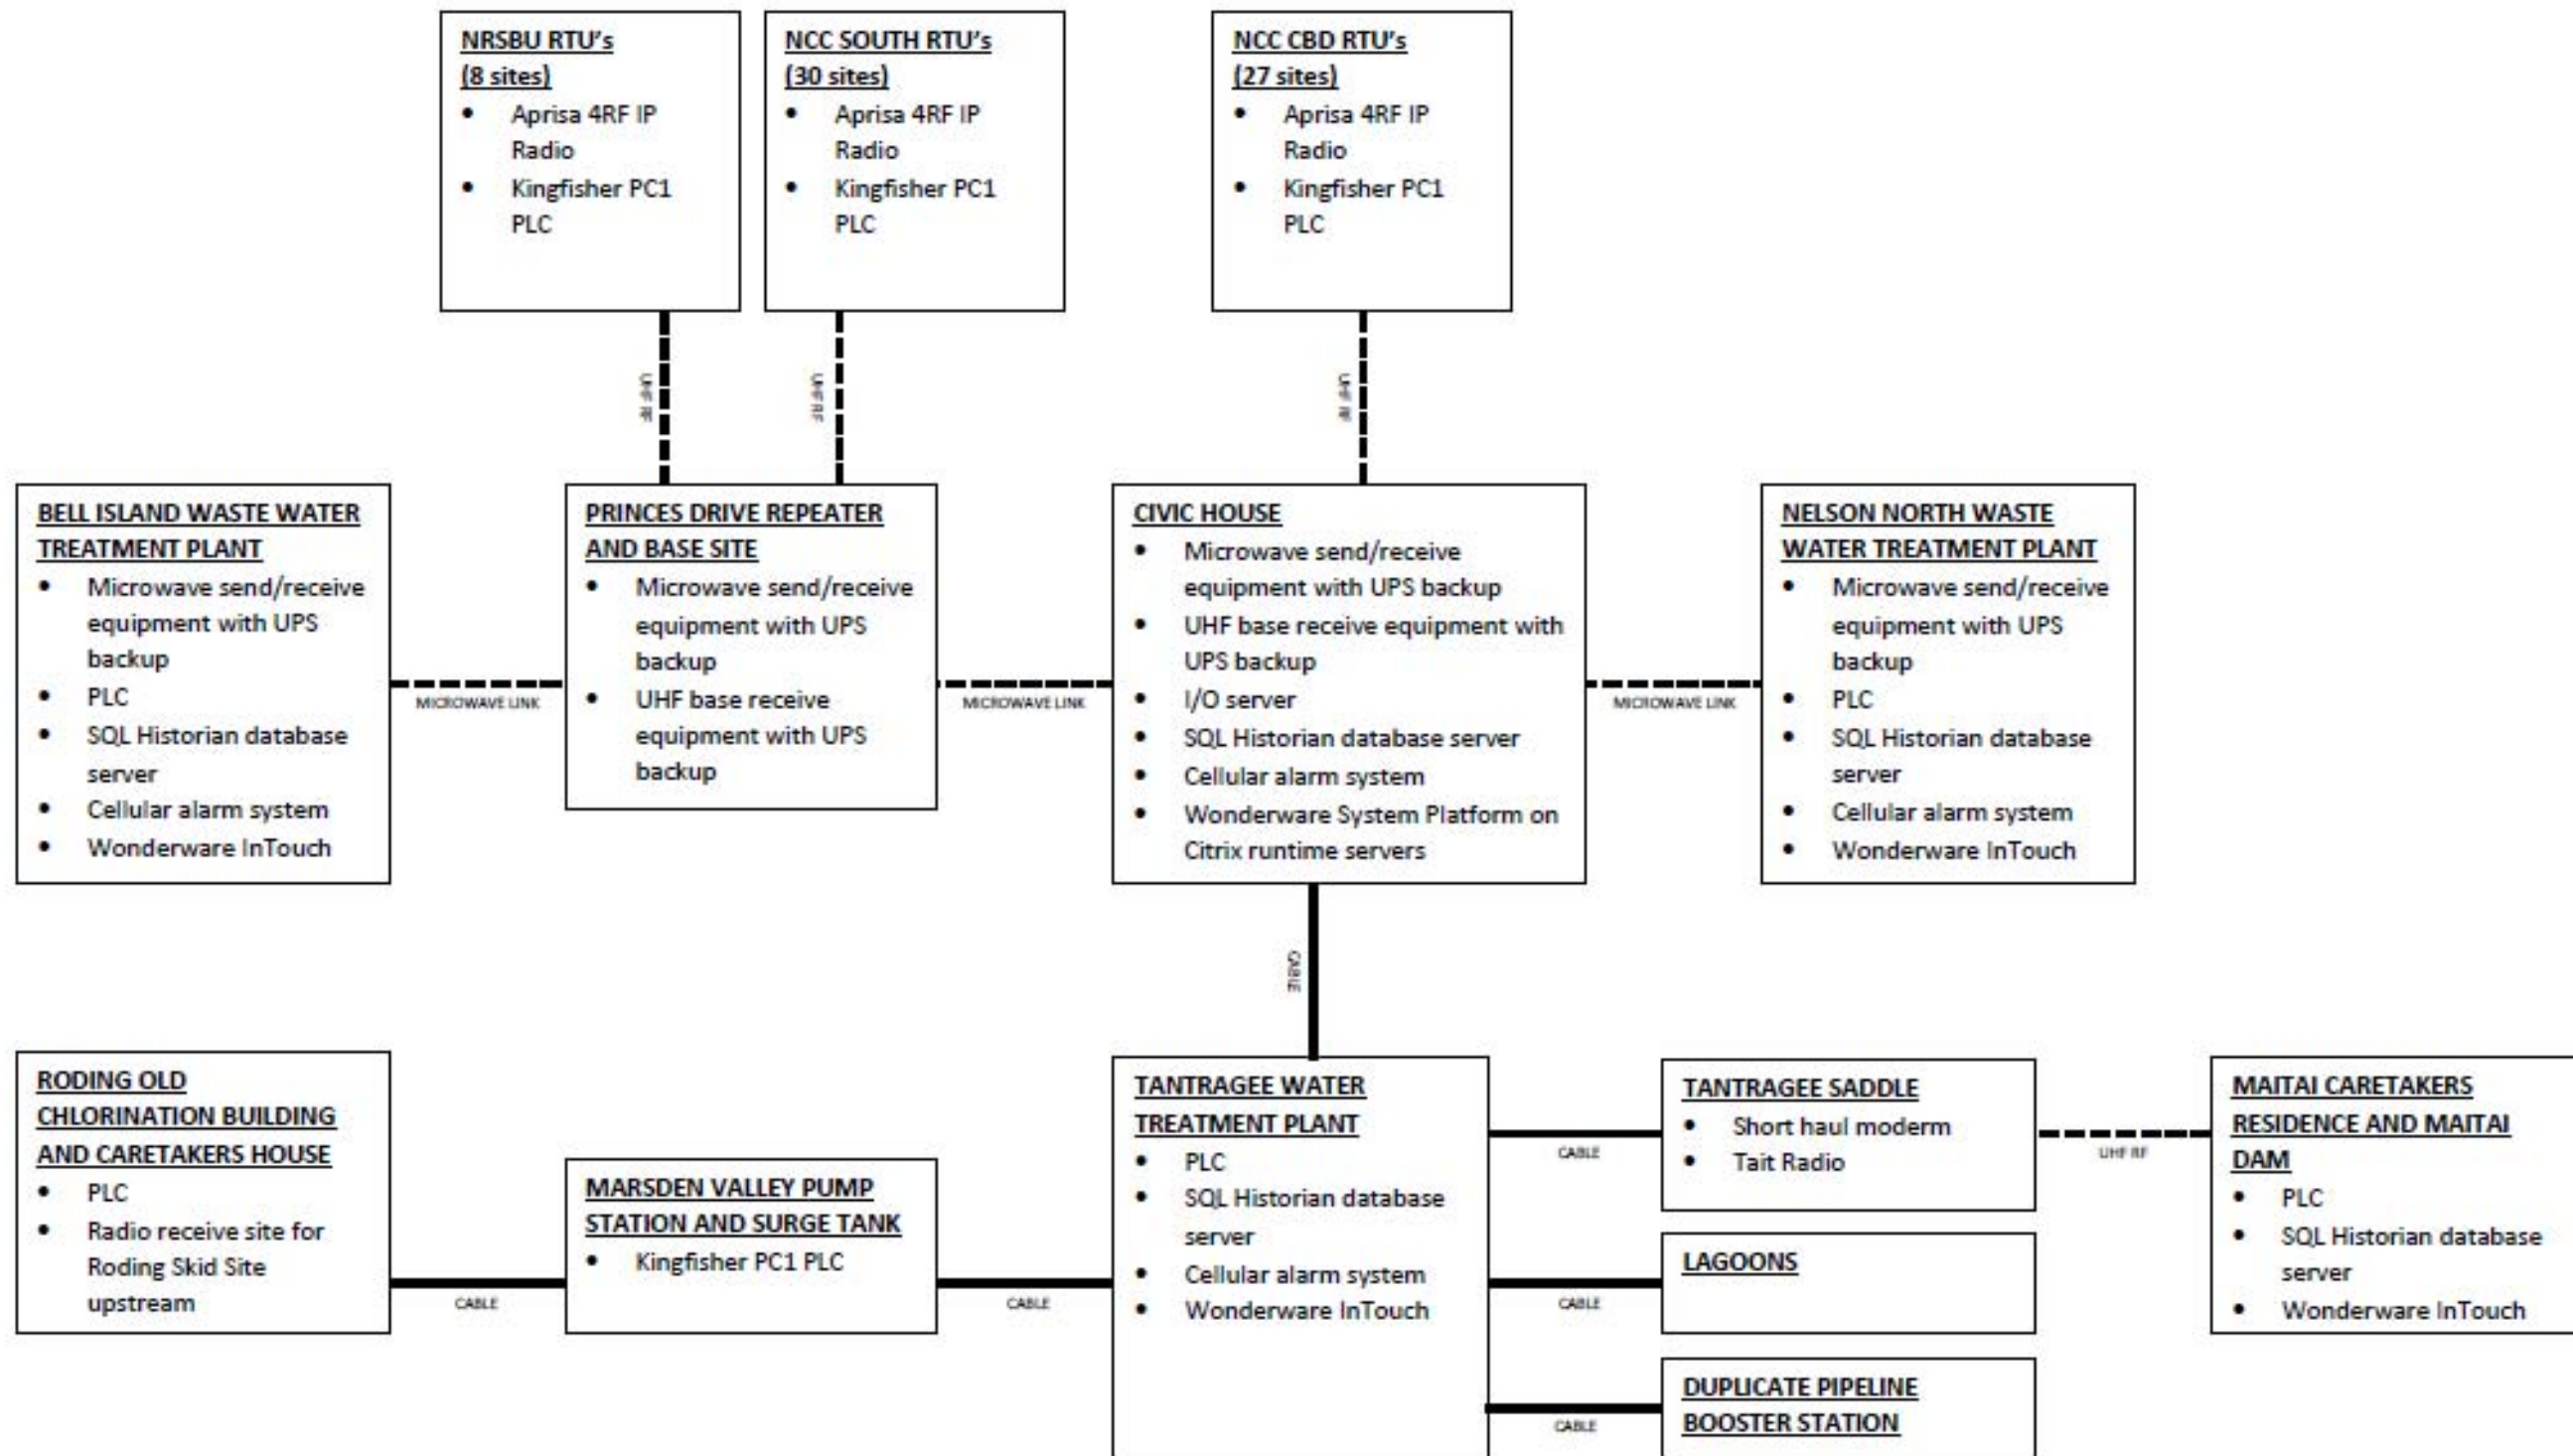 NRSBU RTU's
(8 sites)
• Aprisa 4RF IP
Radio
• Kingfisher PC1
PLC
NCC SOUTH RTU's
(30 sites)
• Aprisa 4RF IP
Radio
• Kingfisher PC1
PLC
NCC CBD RTU's
(27 sites)
• Aprisa 4RF IP
Radio
• Kingfisher PC1
PLC
UHF RF
UHF RF
UHF RF
BELL ISLAND WASTE WATER
TREATMENT PLANT
• Microwave send/receive
equipment with UPS
backup
• PLC
• SQL Historian database
server
• Cellular alarm system
• Wonderware InTouch
MICROWAVE LINK
PRINCES DRIVE REPEATER
AND BASE SITE
• Microwave send/receive
equipment with UPS
backup
• UHF base receive
equipment with UPS
backup
MICROWAVE LINK
CIVIC HOUSE
• Microwave send/receive
equipment with UPS backup
• UHF base receive equipment with
UPS backup
• I/O server
• SQL Historian database server
• Cellular alarm system
• Wonderware System Platform on
Citrix runtime servers
MICROWAVE LINK
NELSON NORTH WASTE
WATER TREATMENT PLANT
• Microwave send/receive
equipment with UPS
backup
• PLC
• SQL Historian database
server
• Cellular alarm system
• Wonderware InTouch
CABLE
RODING OLD
CHLORINATION BUILDING
AND CARETAKERS HOUSE
• PLC
• Radio receive site for
Roding Skid Site
upstream
CABLE
MARSDEN VALLEY PUMP
STATION AND SURGE TANK
• Kingfisher PC1 PLC
CABLE
TANTRAGEE WATER
TREATMENT PLANT
• PLC
• SQL Historian database
server
• Cellular alarm system
• Wonderware InTouch
CABLE
TANTRAGEE SADDLE
• Short haul moderm
• Tait Radio
UHF RF
MAITAI CARETAKERS
RESIDENCE AND MAITAI
DAM
• PLC
• SQL Historian database
server
• Wonderware InTouch
CABLE
LAGOONS
CABLE
DUPLICATE PIPELINE
BOOSTER STATION